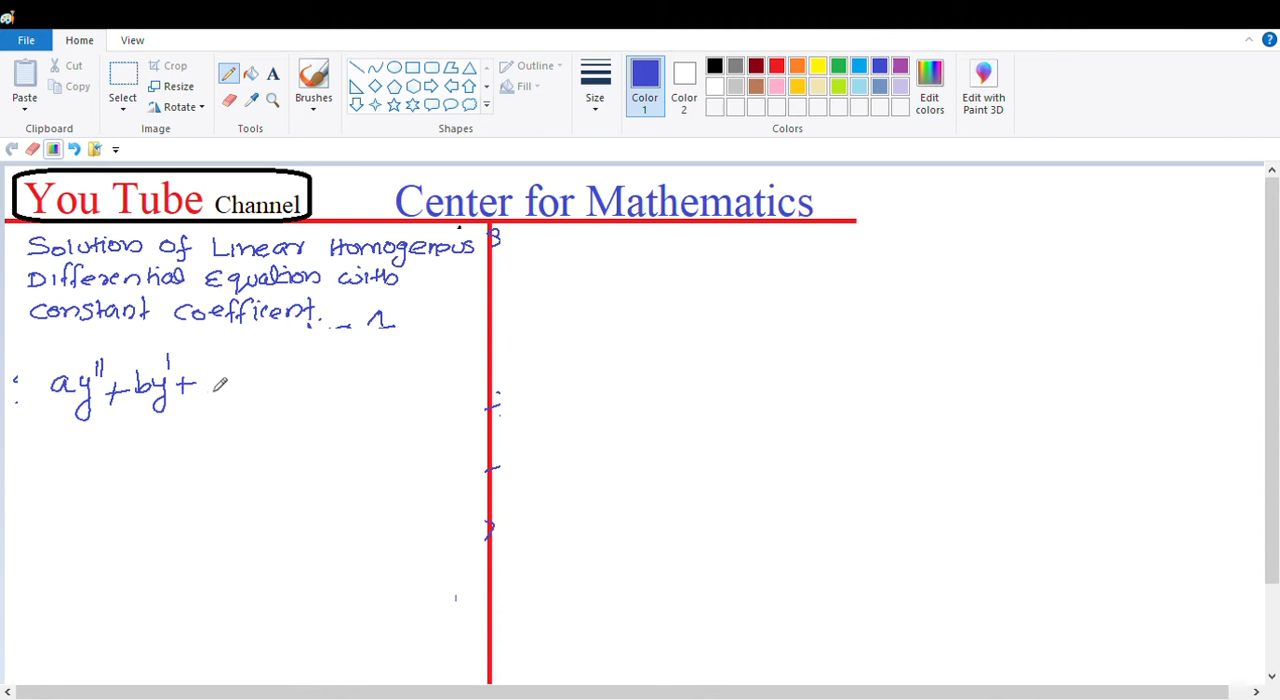 File Home View
Paste
Cut
Copy
Clipboard
Select
Crop
Resize
Rotate
Image
A
Tools
Brushes
Outline
Fill
Shapes
Size
Color 1
Color 2
Edit colors
Colors
Edit with Paint 3D
You Tube Channel
Center for Mathematics
Solution of Linear Homogenous
Differential Equation with
constant coefficent.
ay''+by'+